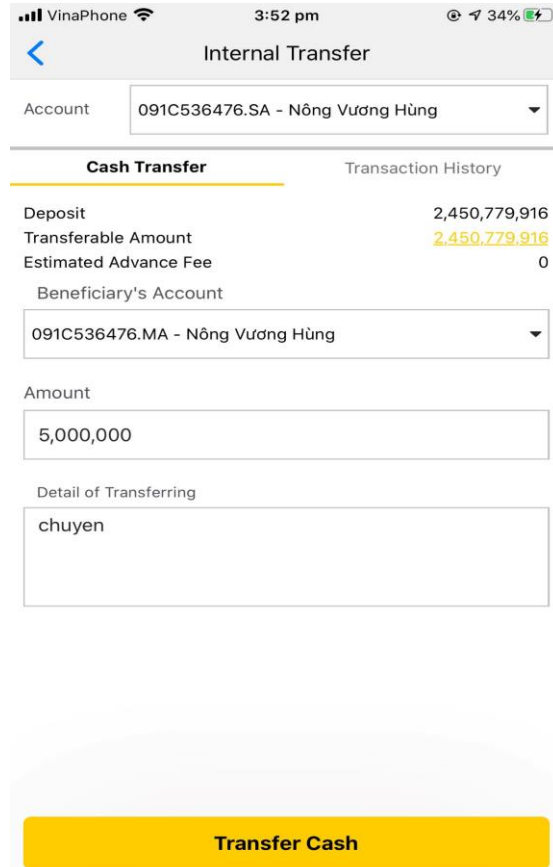 VinaPhone 3:52 pm 34%
Internal Transfer
Account 091C536476.SA - Nông Vương Hùng
Cash Transfer Transaction History
Deposit 2,450,779,916
Transferable Amount 2,450,779,916
Estimated Advance Fee 0
Beneficiary's Account
091C536476.MA - Nông Vương Hùng
Amount
5,000,000
Detail of Transferring
chuyen
Transfer Cash